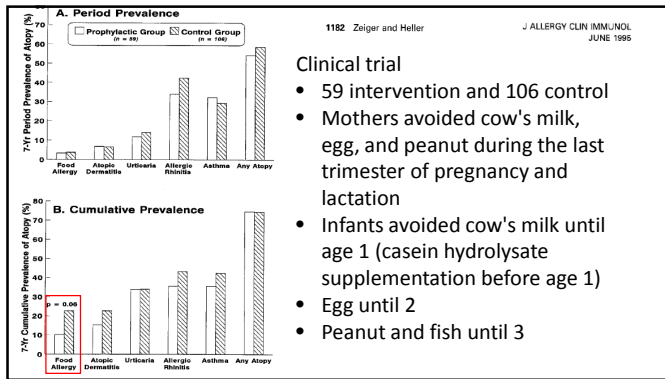 A. Period Prevalence
Prophylactic Group
(n = 59)
Control Group
(n = 106)
7-Yr Period Prevalence of Atopy (%)
80
70
60
50
40
30
20
10
0
Food
Allergy
Atopic
Dermatitis
Urticaria
Allergic
Rhinitis
Asthma
Any Atopy
B. Cumulative Prevalence
7-Yr Cumulative Prevalence of Atopy (%)
80
70
60
50
40
30
20
10
0
p = 0.06
Food
Allergy
Atopic
Dermatitis
Urticaria
Allergic
Rhinitis
Asthma
Any Atopy
1182 Zeiger and Heller
J ALLERGY CLIN IMMUNOL
JUNE 1995
Clinical trial
• 59 intervention and 106 control
• Mothers avoided cow's milk,
egg, and peanut during the last
trimester of pregnancy and
lactation
• Infants avoided cow's milk until
age 1 (casein hydrolysate
supplementation before age 1)
• Egg until 2
• Peanut and fish until 3